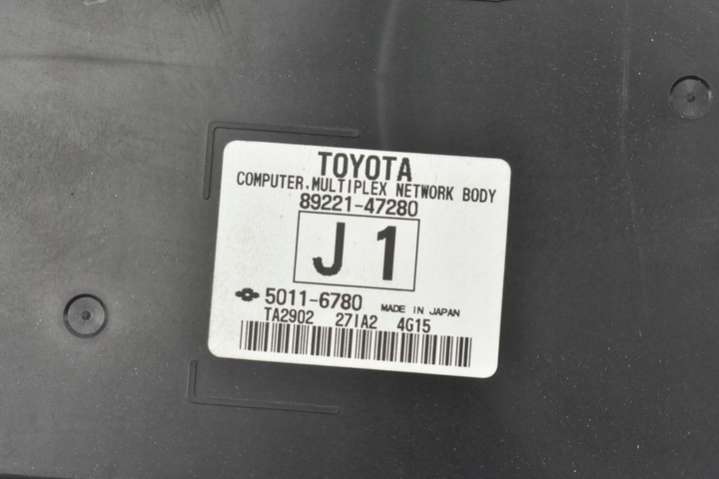 TOYOTA
COMPUTER,MULTIPLEX NETWORK BODY
89221-47280
J 1
5011-6780 MADE IN JAPAN
TA2902 271A2 4G15